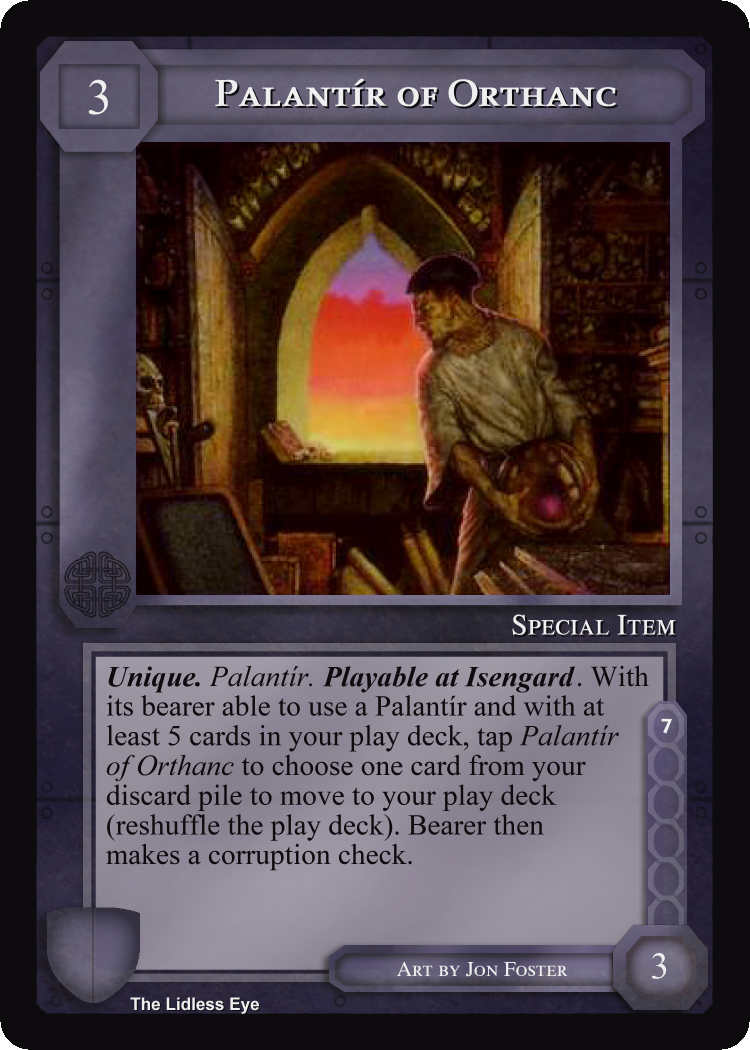 3
Palantír of Orthanc
Special Item
Unique. Palantír. Playable at Isengard. With
its bearer able to use a Palantír and with at
least 5 cards in your play deck, tap Palantír
of Orthanc to choose one card from your
discard pile to move to your play deck
(reshuffle the play deck). Bearer then
makes a corruption check.
7
Art by Jon Foster
3
The Lidless Eye